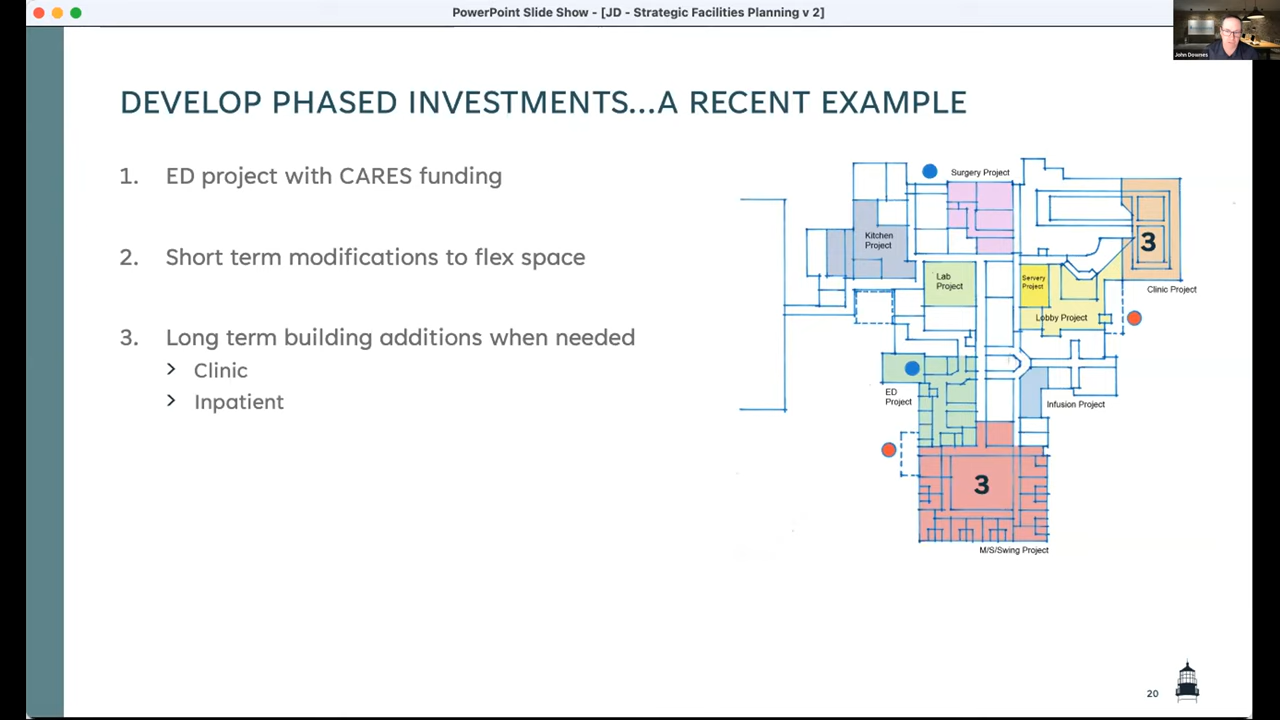 PowerPoint Slide Show - [JD - Strategic Facilities Planning v 2]
John Downes
DEVELOP PHASED INVESTMENTS...A RECENT EXAMPLE
1. ED project with CARES funding
2. Short term modifications to flex space
3. Long term building additions when needed
> Clinic
> Inpatient
Surgery Project
Kitchen
Project
3
Lab
Project
Servery
Project
Clinic Project
Lobby Project
ED
Project
Infusion Project
3
M/S/Swing Project
20